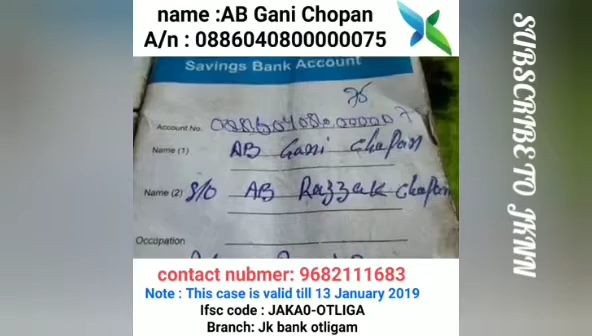 name :AB Gani Chopan
A/n : 0886040800000075
Savings Bank Account
Account No.
Name (1) AB Gani Chopan
Name (2) S/O AB Razzak Chopan
Occopation
contact nubmer: 9682111683
Note : This case is valid till 13 January 2019
Ifsc code : JAKA0-OTLIGA
Branch: Jk bank otligam
SUBSCRIBE TO JKNN